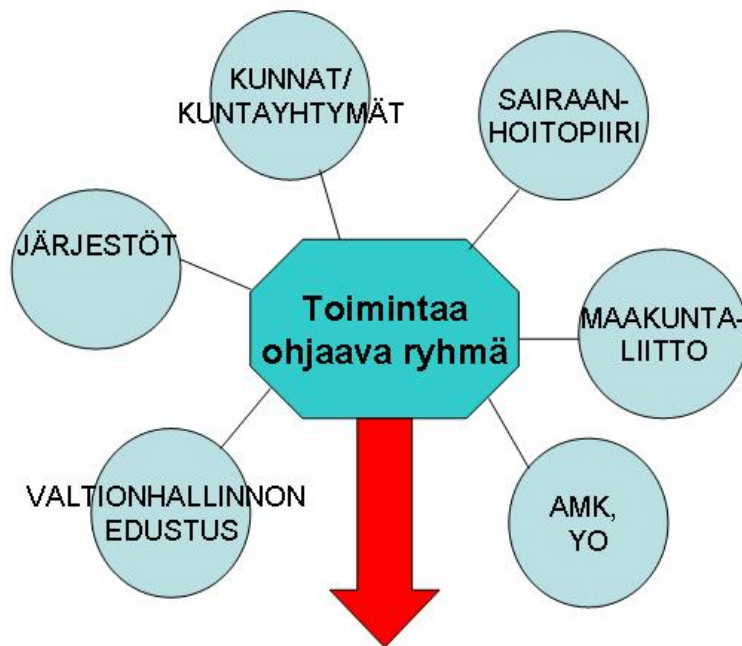 KUNNAT/
KUNTAYHTYMÄT
SAIRAAN-
HOITOPIIRI
JÄRJESTÖT
Toimintaa
ohjaava ryhmä
MAAKUNTA-
LIITTO
VALTIONHALLINNON
EDUSTUS
AMK,
YO